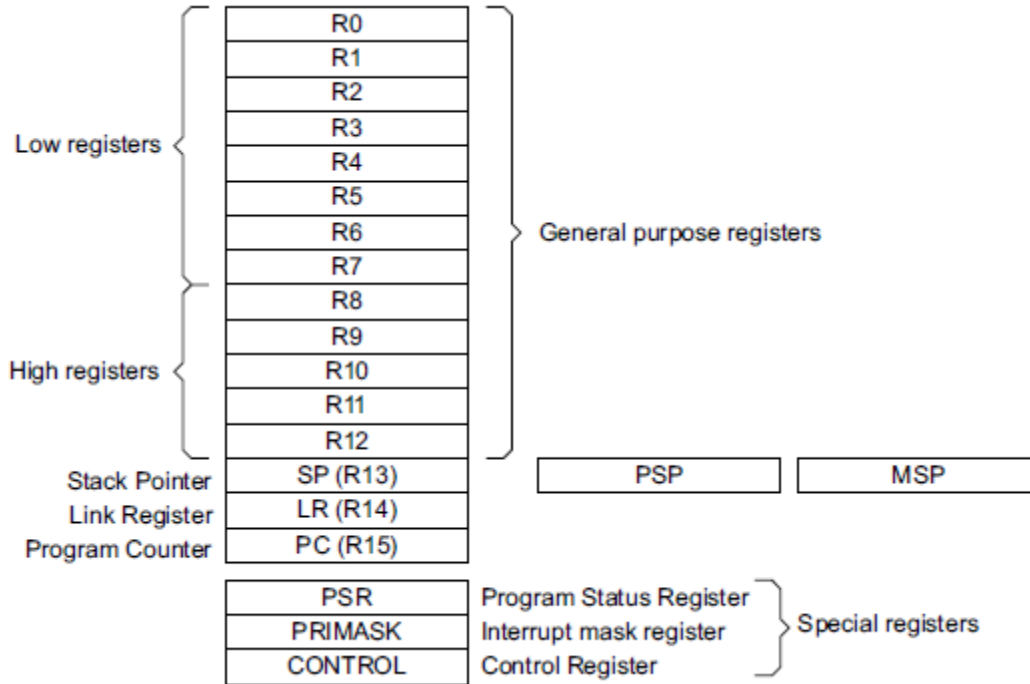 R0
R1
R2
R3
Low registers
R4
R5
R6
General purpose registers
R7
R8
R9
High registers
R10
R11
R12
Stack Pointer SP (R13) PSP MSP
Link Register LR (R14)
Program Counter PC (R15)
PSR Program Status Register
PRIMASK Interrupt mask register Special registers
CONTROL Control Register